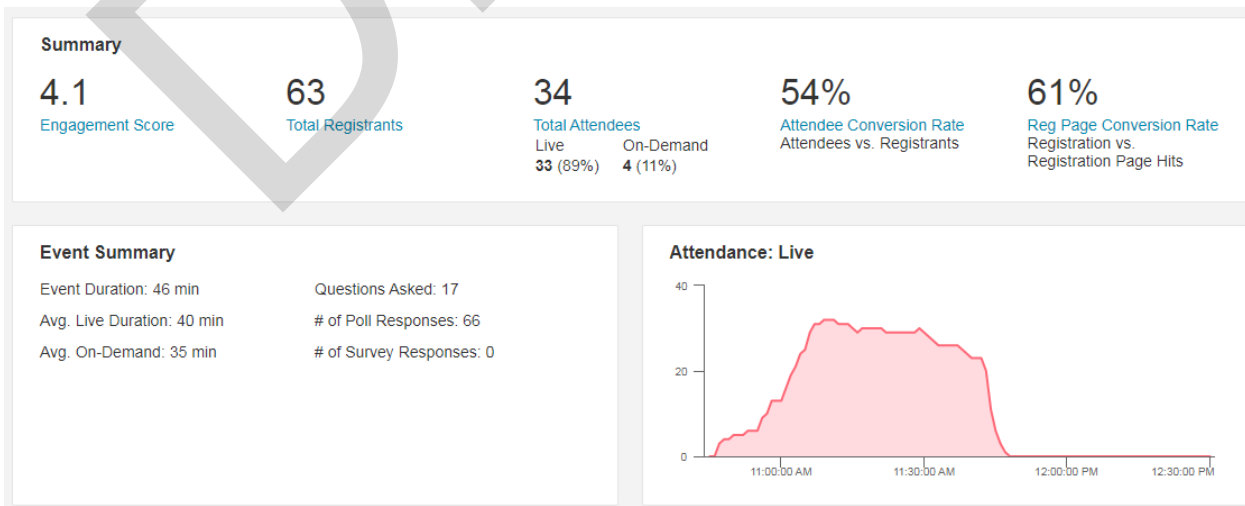 Summary
4.1
Engagement Score
63
Total Registrants
34
Total Attendees
Live On-Demand
33 (89%) 4 (11%)
54%
Attendee Conversion Rate
Attendees vs. Registrants
61%
Reg Page Conversion Rate
Registration vs.
Registration Page Hits
Event Summary
Event Duration: 46 min
Avg. Live Duration: 40 min
Avg. On-Demand: 35 min
Questions Asked: 17
# of Poll Responses: 66
# of Survey Responses: 0
Attendance: Live
40
20
0
11:00:00 AM 11:30:00 AM 12:00:00 PM 12:30:00 PM